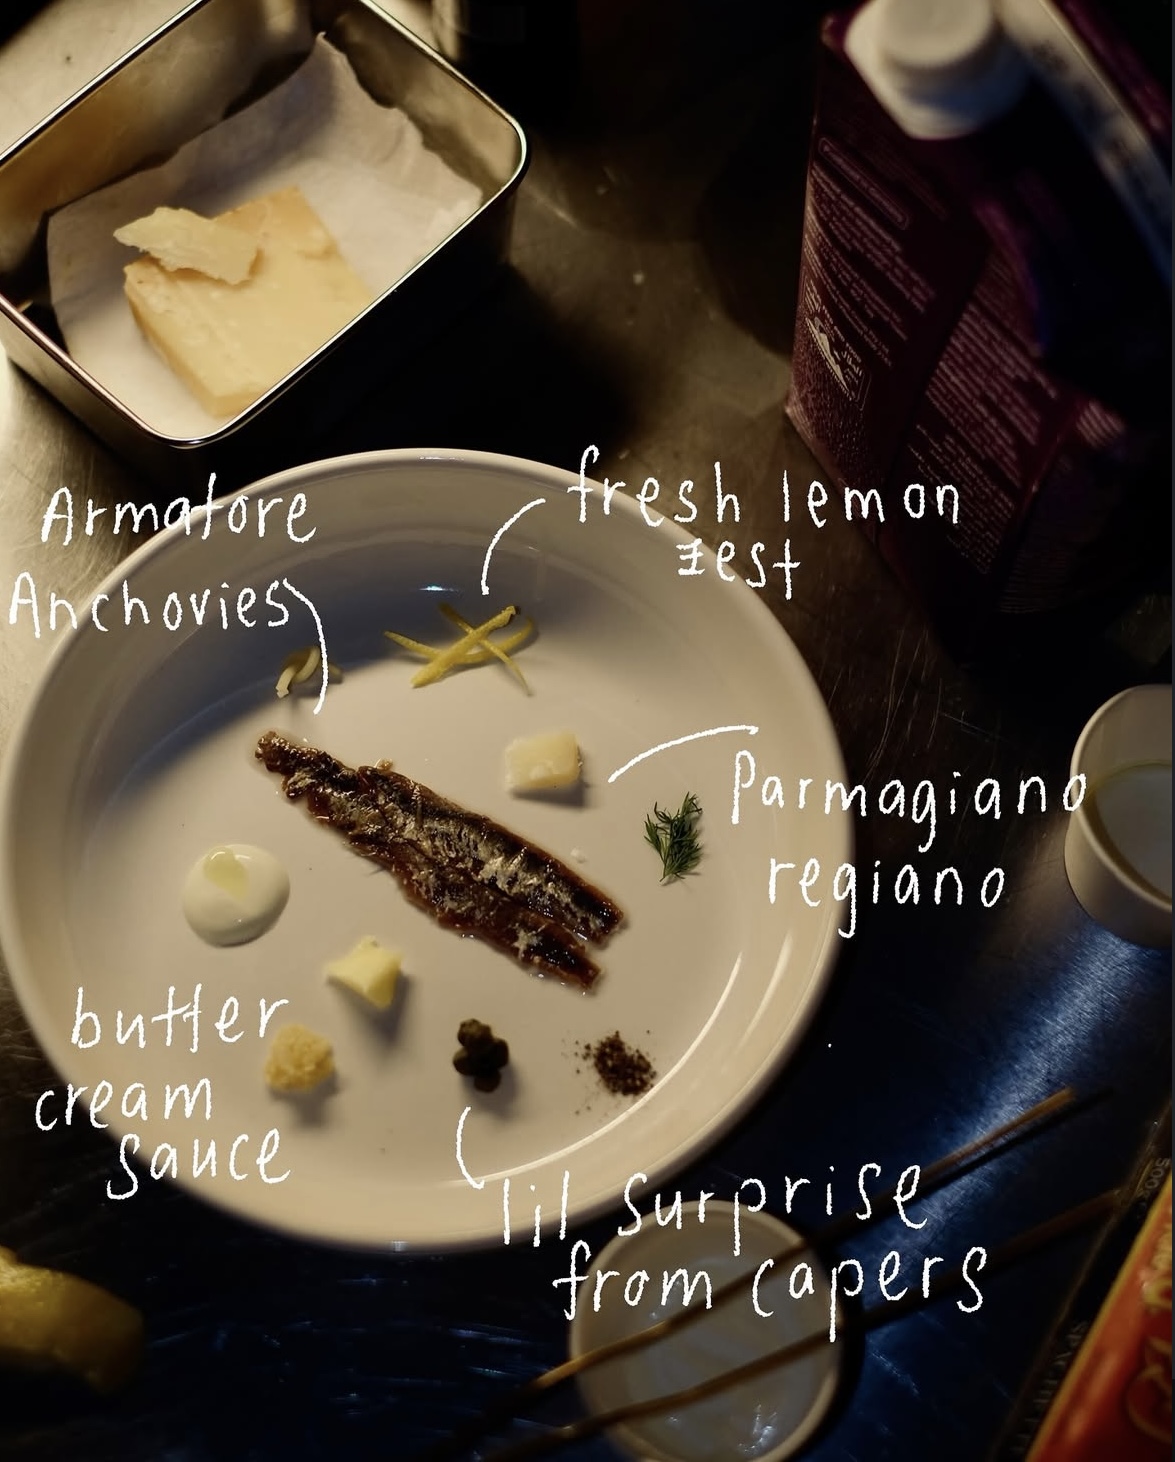 Armatore
Anchovies
fresh lemon
zest
Parmagiano
regiano
butter
cream
sauce
lil surprise
from capers